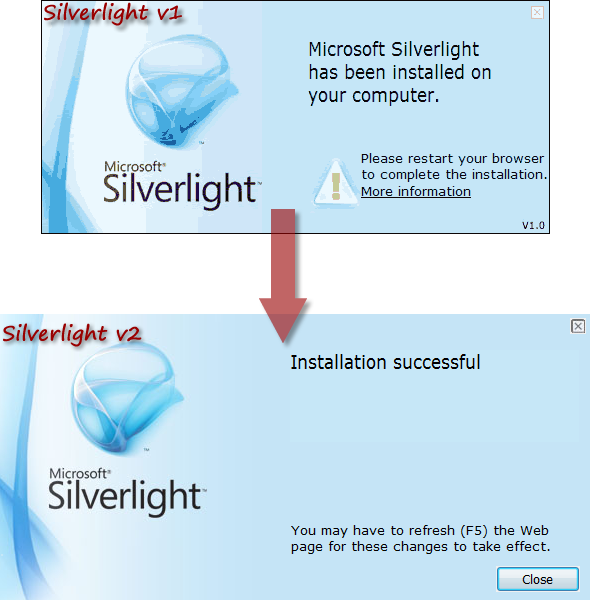 Silverlight v1
Microsoft Silverlight
has been installed on
your computer.
Please restart your browser
to complete the installation.
More information
Microsoft®
Silverlight™
V1.0
Silverlight v2
Installation successful
Microsoft®
Silverlight™
You may have to refresh (F5) the Web
page for these changes to take effect.
Close